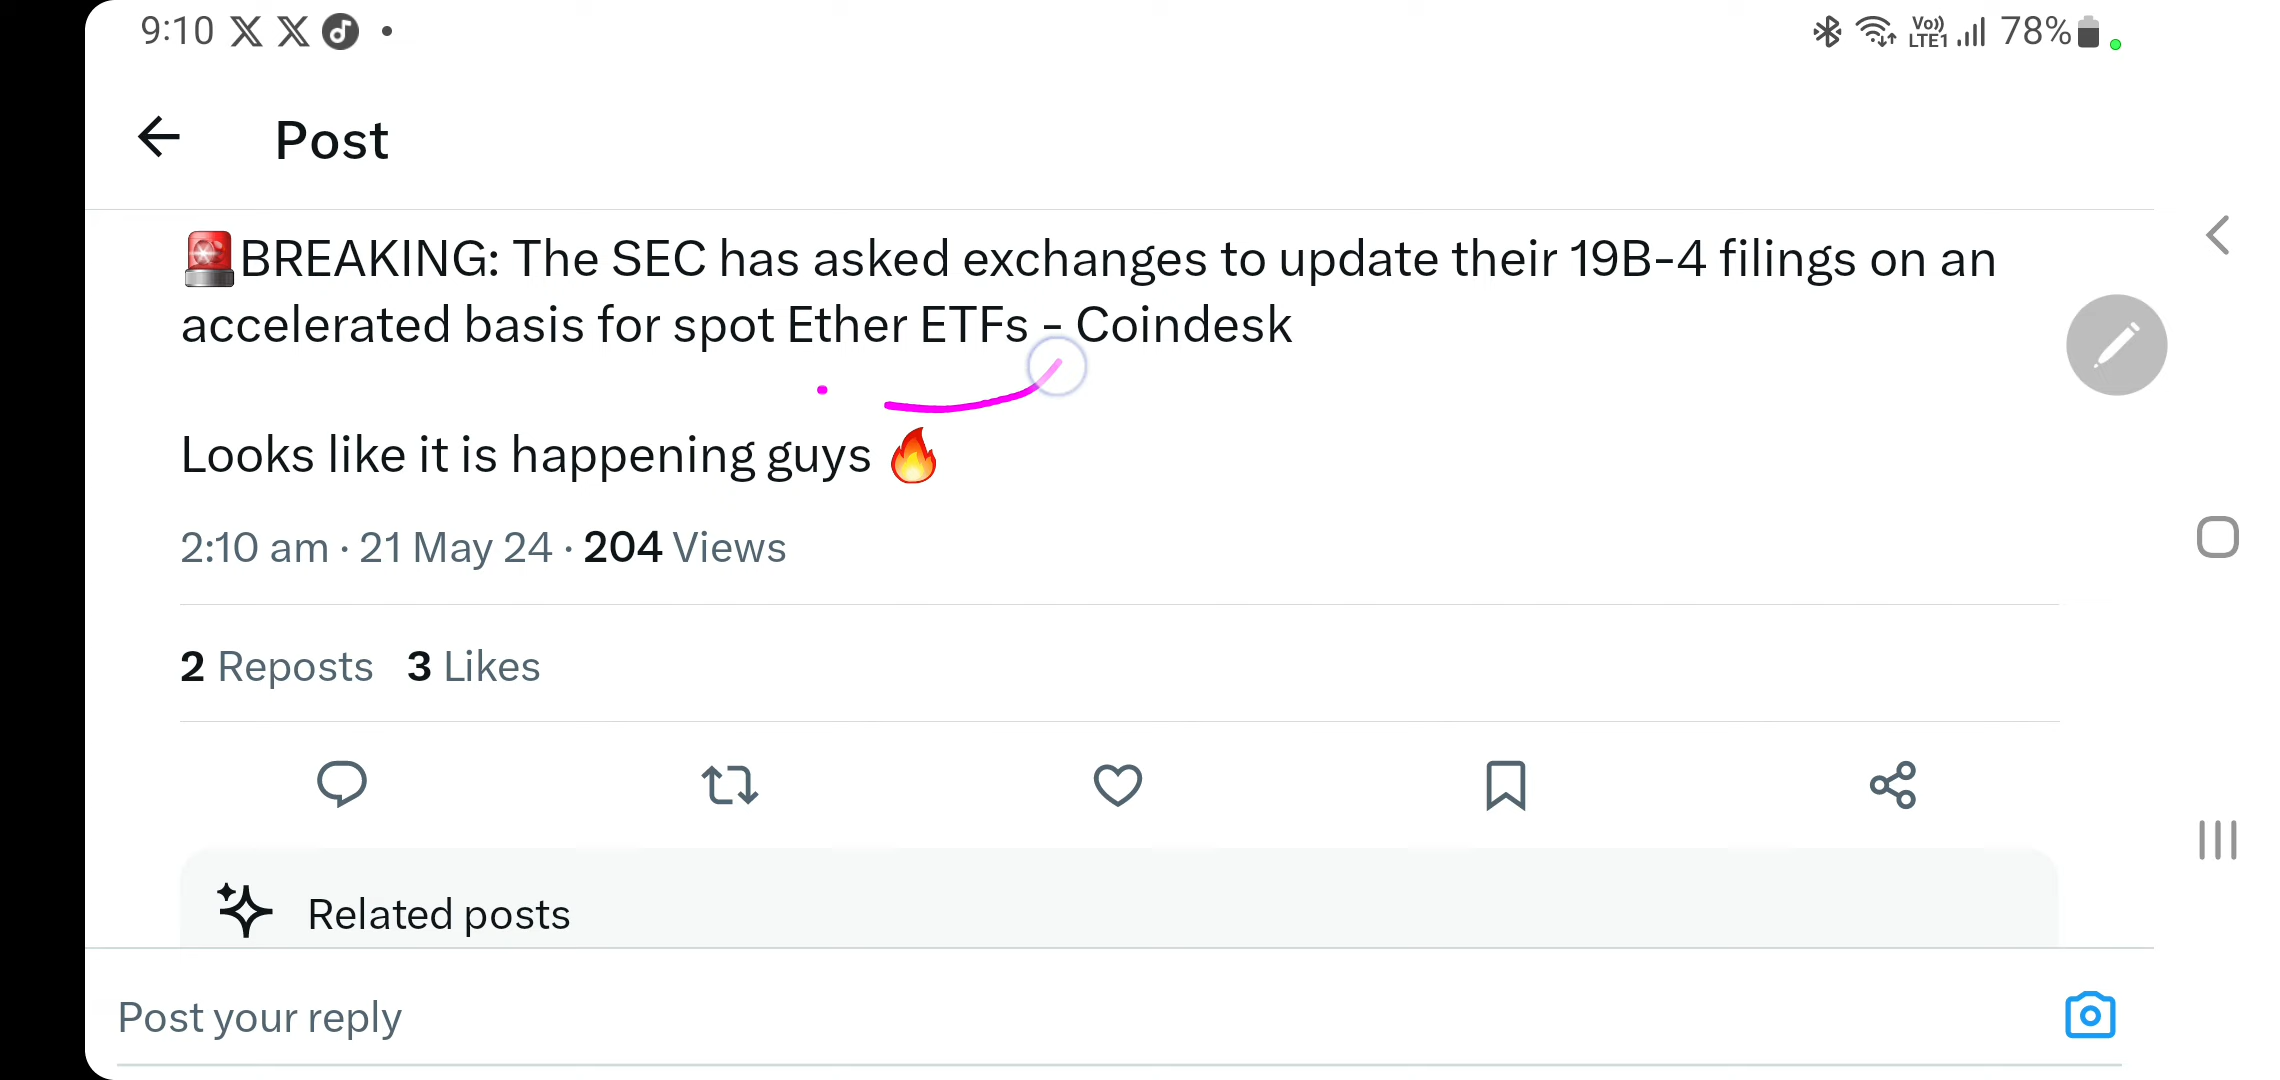 9:10
Vo))
LTE1
78%
Post
BREAKING: The SEC has asked exchanges to update their 19B-4 filings on an
accelerated basis for spot Ether ETFs - Coindesk
Looks like it is happening guys 🔥
2:10 am · 21 May 24 · 204 Views
2 Reposts 3 Likes
Related posts
Post your reply